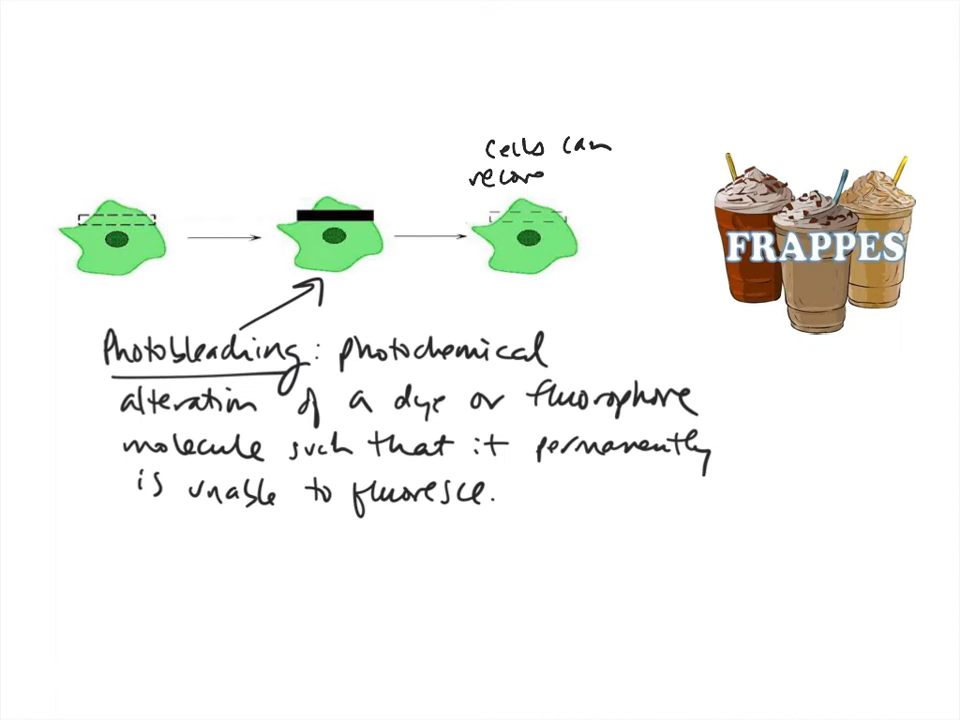 cells can
recove
FRAPPES
Photobleaching: photochemical
alteration of a dye or fluorophore
molecule such that it permanently
is unable to fluoresce.